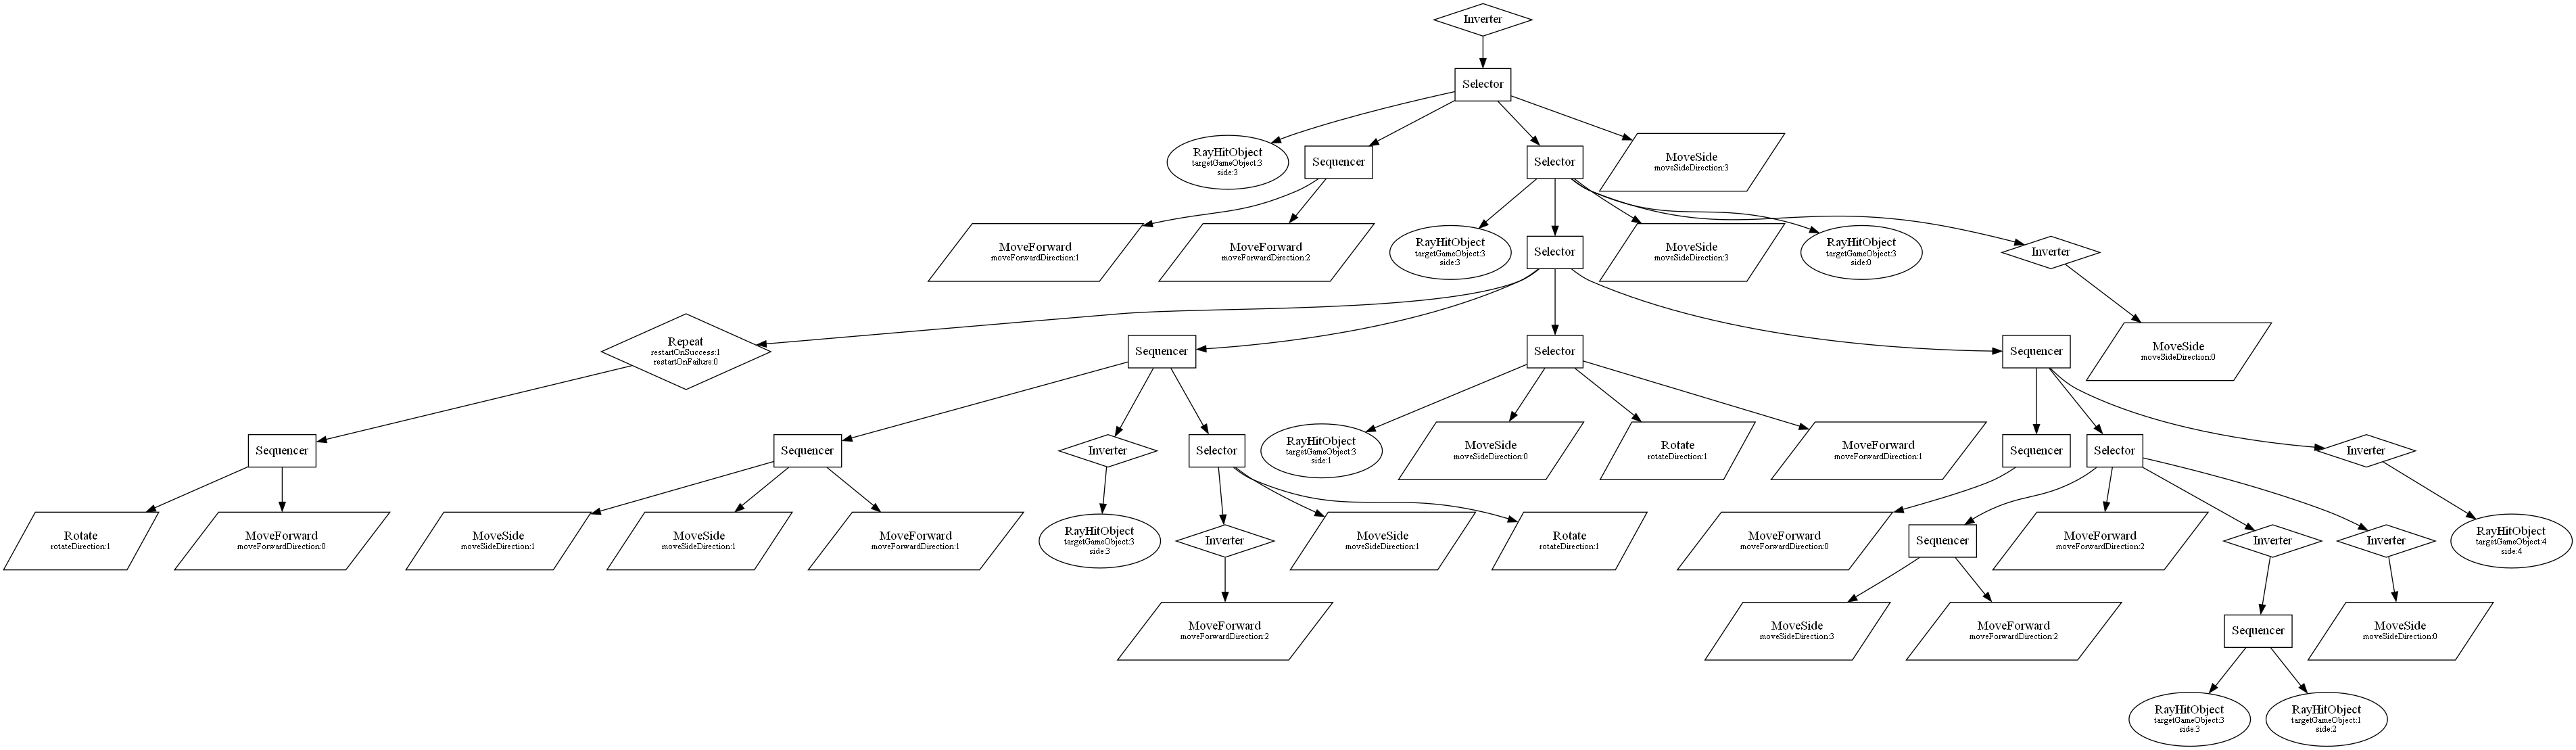 Inverter
Selector
RayHitObject
targetGameObject:3
side:3
Sequencer
Selector
MoveSide
moveSideDirection:3
MoveForward
moveForwardDirection:1
MoveForward
moveForwardDirection:2
RayHitObject
targetGameObject:3
side:3
Selector
MoveSide
moveSideDirection:3
RayHitObject
targetGameObject:3
side:0
Inverter
Repeat
restartOnSuccess:1
restartOnFailure:0
Sequencer
Selector
Sequencer
MoveSide
moveSideDirection:0
Sequencer
Sequencer
Inverter
Selector
RayHitObject
targetGameObject:3
side:1
MoveSide
moveSideDirection:0
Rotate
rotateDirection:1
MoveForward
moveForwardDirection:1
Sequencer
Selector
Inverter
Rotate
rotateDirection:1
MoveForward
moveForwardDirection:0
MoveSide
moveSideDirection:1
MoveSide
moveSideDirection:1
MoveForward
moveForwardDirection:1
RayHitObject
targetGameObject:3
side:3
Inverter
MoveSide
moveSideDirection:1
Rotate
rotateDirection:1
MoveForward
moveForwardDirection:0
Sequencer
MoveForward
moveForwardDirection:2
Inverter
Inverter
RayHitObject
targetGameObject:4
side:4
MoveForward
moveForwardDirection:2
MoveSide
moveSideDirection:3
MoveForward
moveForwardDirection:2
Sequencer
MoveSide
moveSideDirection:0
RayHitObject
targetGameObject:3
side:3
RayHitObject
targetGameObject:1
side:2